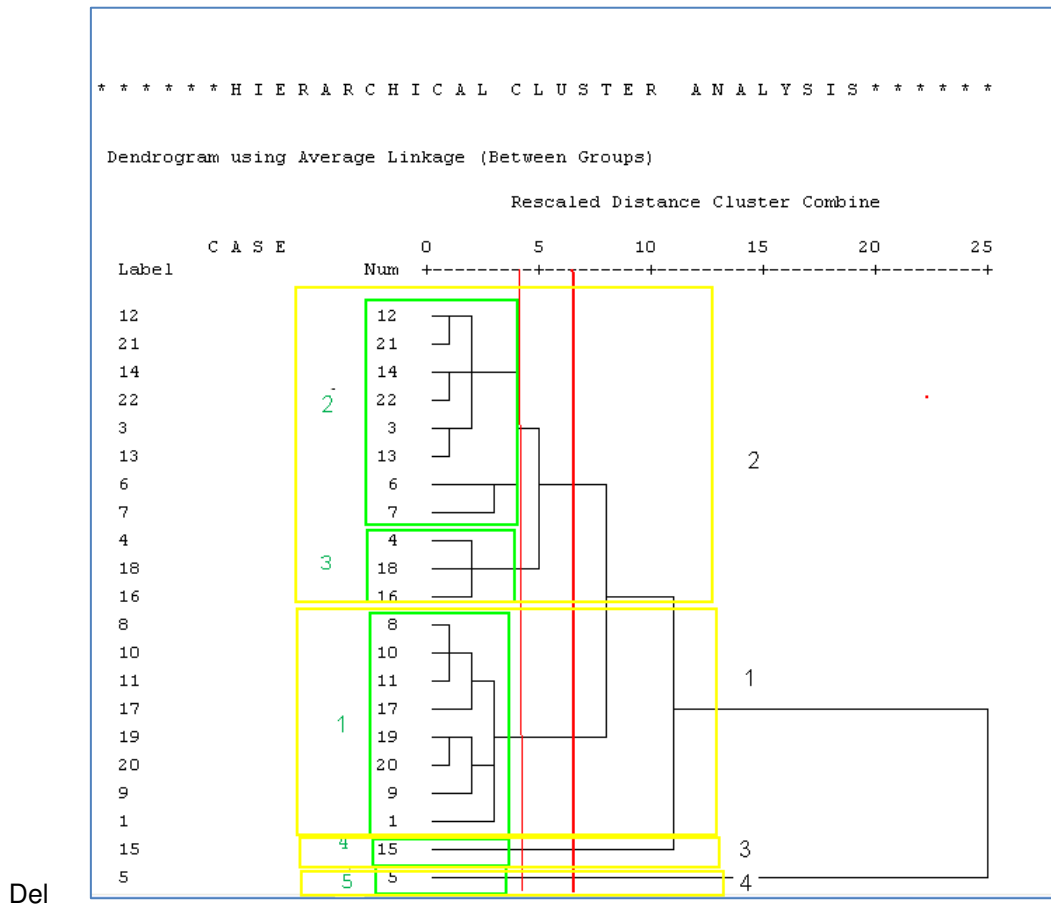 * * * * * * H I E R A R C H I C A L C L U S T E R A N A L Y S I S * * * * * *
Dendrogram using Average Linkage (Between Groups)
Rescaled Distance Cluster Combine
C A S E 0 5 10 15 20 25
Label Num +---------+---------+---------+---------+---------+
12 12
21 21
14 14
22 2 22
3 3
13 13 2
6 6
7 7
4 4
18 3 18
16 16
8 8
10 10
11 11 1
17 17
19 1 19
20 20
9 9
1 1
15 4 15 3
5 5 5 4
Del